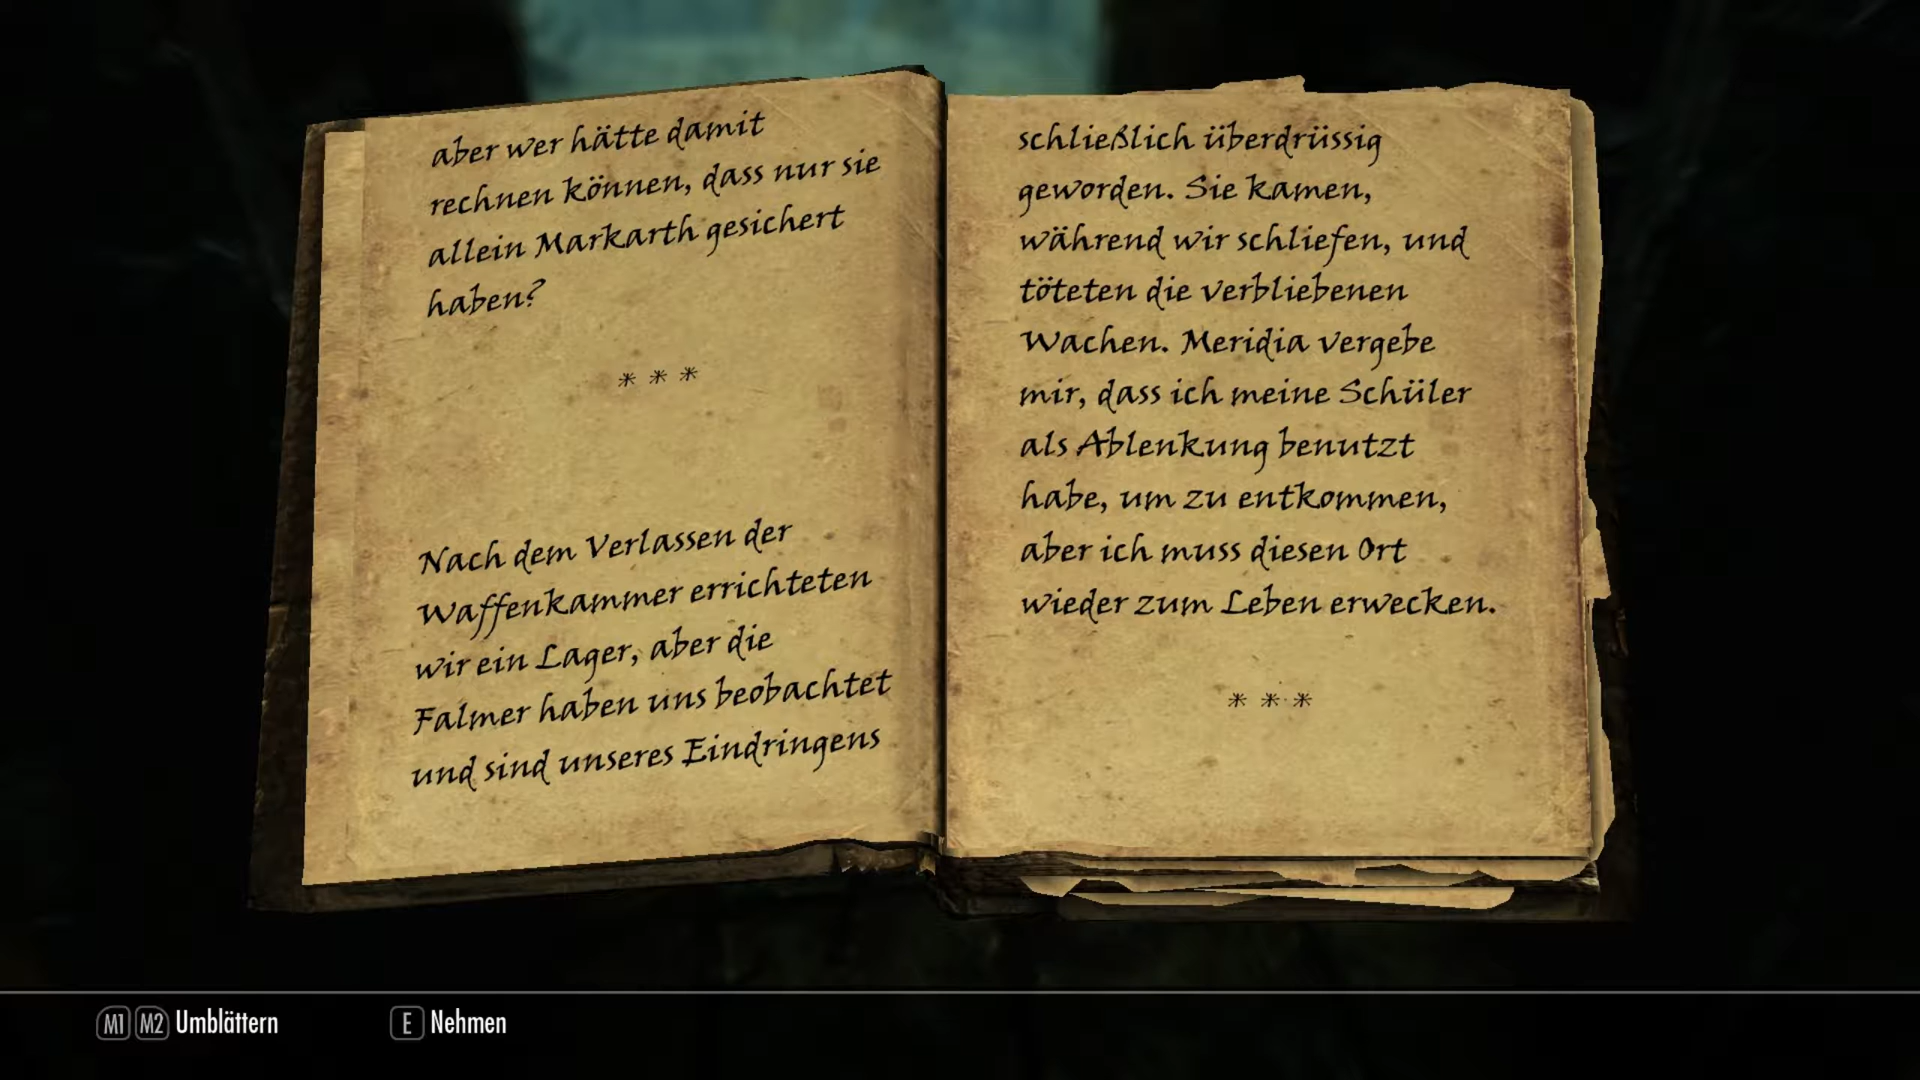 aber wer hätte damit
rechnen können, dass nur sie
allein Markarth gesichert
haben?
* * *
Nach dem Verlassen der
Waffenkammer errichteten
wir ein Lager, aber die
Falmer haben uns beobachtet
und sind unseres Eindringens
schließlich überdrüssig
geworden. Sie kamen,
während wir schliefen, und
töteten die verbliebenen
Wachen. Meridia vergebe
mir, dass ich meine Schüler
als Ablenkung benutzt
habe, um zu entkommen,
aber ich muss diesen Ort
wieder zum Leben erwecken.
* * *
M1 M2 Umblättern E Nehmen